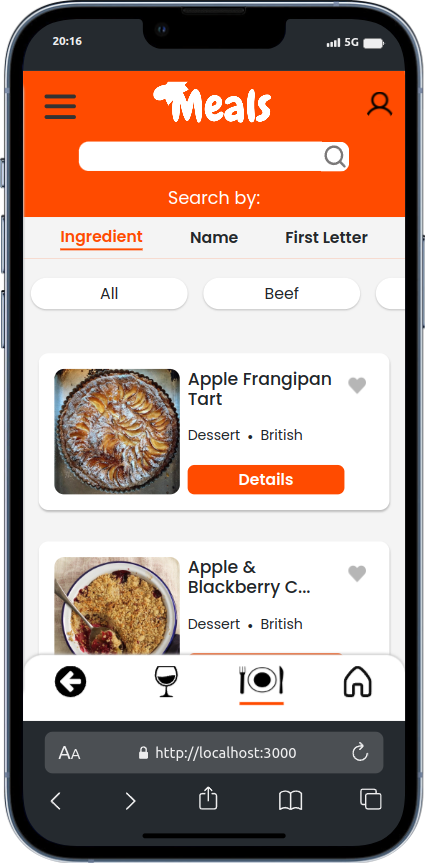 20:16
5G
Meals
Search by:
Ingredient Name First Letter
All Beef
Apple Frangipan
Tart
Dessert • British
Details
Apple &
Blackberry C...
Dessert • British
AA http://localhost:3000